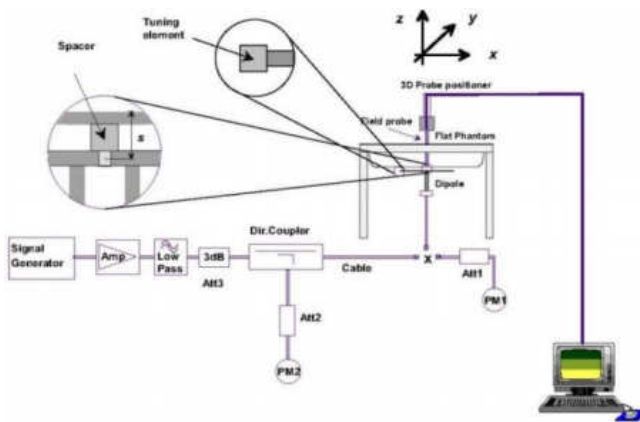 Tuning
element
Spacer
s
z
y
x
3D Probe positioner
Field probe
Flat Phantom
Dipole
Dir.Coupler
Signal
Generator
Amp
Low
Pass
3dB
Att3
Cable
x
Att1
PM1
Att2
PM2